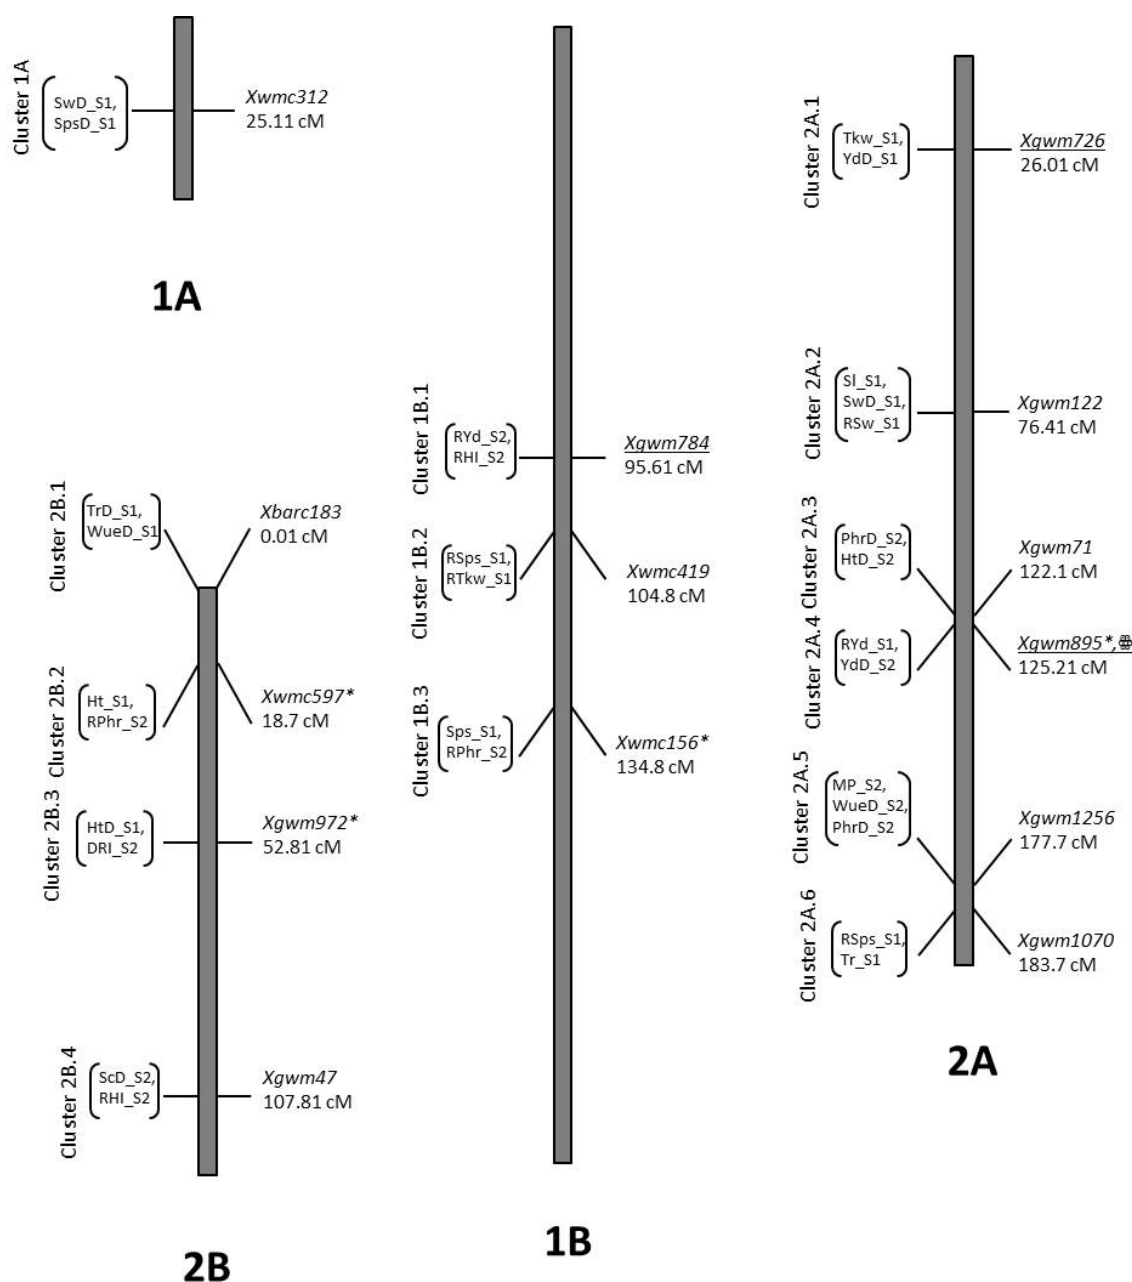 Cluster 1A
SwD_S1,
SpsD_S1
Xwmc312
25.11 cM
1A
Cluster 2B.1
TrD_S1,
WueD_S1
Xbarc183
0.01 cM
Cluster 2B.2
Ht_S1,
RPhr_S2
Xwmc597*
18.7 cM
Cluster 2B.3
HtD_S1,
DRI_S2
Xgwm972*
52.81 cM
Cluster 2B.4
ScD_S2,
RHI_S2
Xgwm47
107.81 cM
2B
Cluster 1B.1
RYd_S2,
RHI_S2
Xgwm784
95.61 cM
Cluster 1B.2
RSps_S1,
RTkw_S1
Xwmc419
104.8 cM
Cluster 1B.3
Sps_S1,
RPhr_S2
Xwmc156*
134.8 cM
1B
Cluster 2A.1
Tkw_S1,
YdD_S1
Xgwm726
26.01 cM
Cluster 2A.2
Sl_S1,
SwD_S1,
RSw_S1
Xgwm122
76.41 cM
Cluster 2A.3
PhrD_S2,
HtD_S2
Xgwm71
122.1 cM
Cluster 2A.4
RYd_S1,
YdD_S2
Xgwm895*,⊕
125.21 cM
Cluster 2A.5
MP_S2,
WueD_S2,
PhrD_S2
Xgwm1256
177.7 cM
Cluster 2A.6
RSps_S1,
Tr_S1
Xgwm1070
183.7 cM
2A